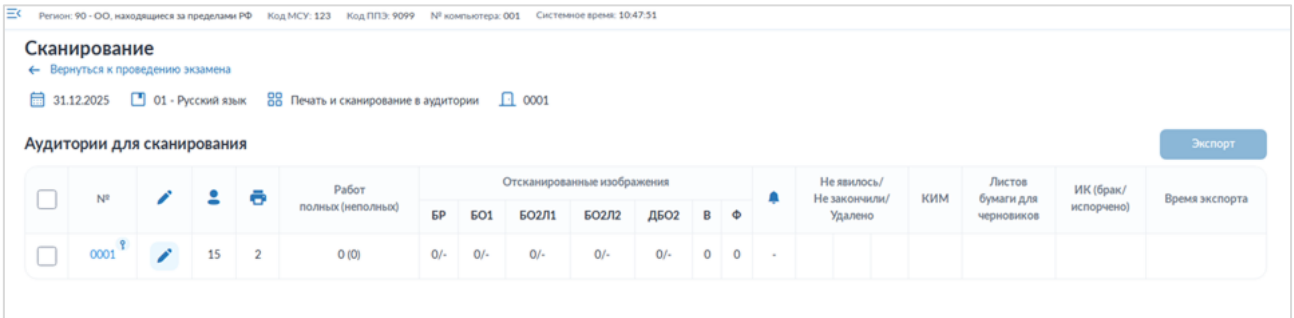 Регион: 90 - ОО, находящиеся за пределами РФ Код МСУ: 123 Код ППЭ: 9099 № компьютера: 001 Системное время: 10:47:51
Сканирование
← Вернуться к проведению экзамена
31.12.2025 01 - Русский язык Печать и сканирование в аудитории 0001
Аудитории для сканирования Экспорт
№ Работ полных (неполных) Отсканированные изображения Не явилось/ Не закончили/ Удалено КИМ Листов бумаги для черновиков ИК (брак/ испорчено) Время экспорта
БР БО1 БО2Л1 БО2Л2 ДБО2 В Ф
0001 15 2 0 (0) 0/- 0/- 0/- 0/- 0/- 0 0 -